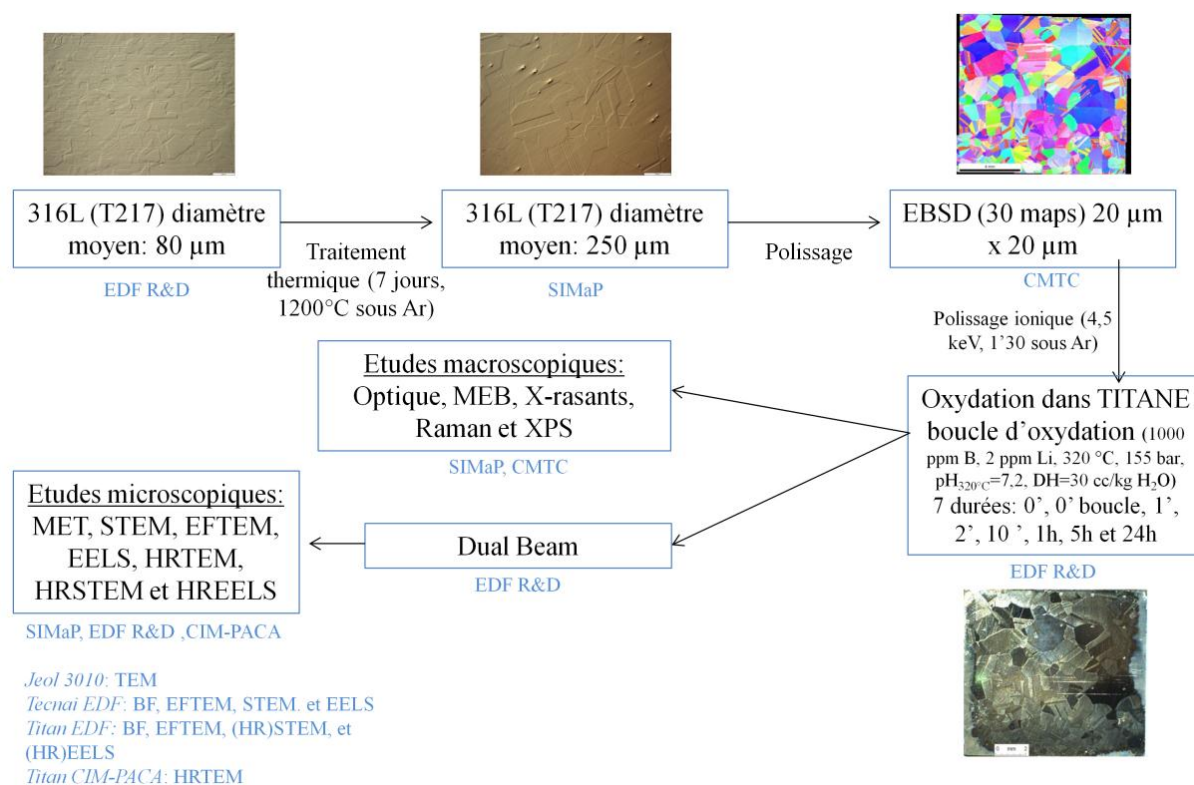 316L (T217) diamètre
moyen: 80 µm
EDF R&D
Traitement
thermique (7 jours,
1200°C sous Ar)
316L (T217) diamètre
moyen: 250 µm
SIMaP
Polissage
EBSD (30 maps) 20 µm
x 20 µm
CMTC
Polissage ionique (4,5
keV, 1'30 sous Ar)
Oxydation dans TITANE
boucle d'oxydation (1000
ppm B, 2 ppm Li, 320 °C, 155 bar,
pH320°C=7,2, DH=30 cc/kg H2O)
7 durées: 0', 0' boucle, 1',
2', 10 ', 1h, 5h et 24h
EDF R&D
Etudes macroscopiques:
Optique, MEB, X-rasants,
Raman et XPS
SIMaP, CMTC
Dual Beam
EDF R&D
Etudes microscopiques:
MET, STEM, EFTEM,
EELS, HRTEM,
HRSTEM et HREELS
SIMaP, EDF R&D ,CIM-PACA
Jeol 3010: TEM
Tecnai EDF: BF, EFTEM, STEM. et EELS
Titan EDF: BF, EFTEM, (HR)STEM, et
(HR)EELS
Titan CIM-PACA: HRTEM
0 mm 2